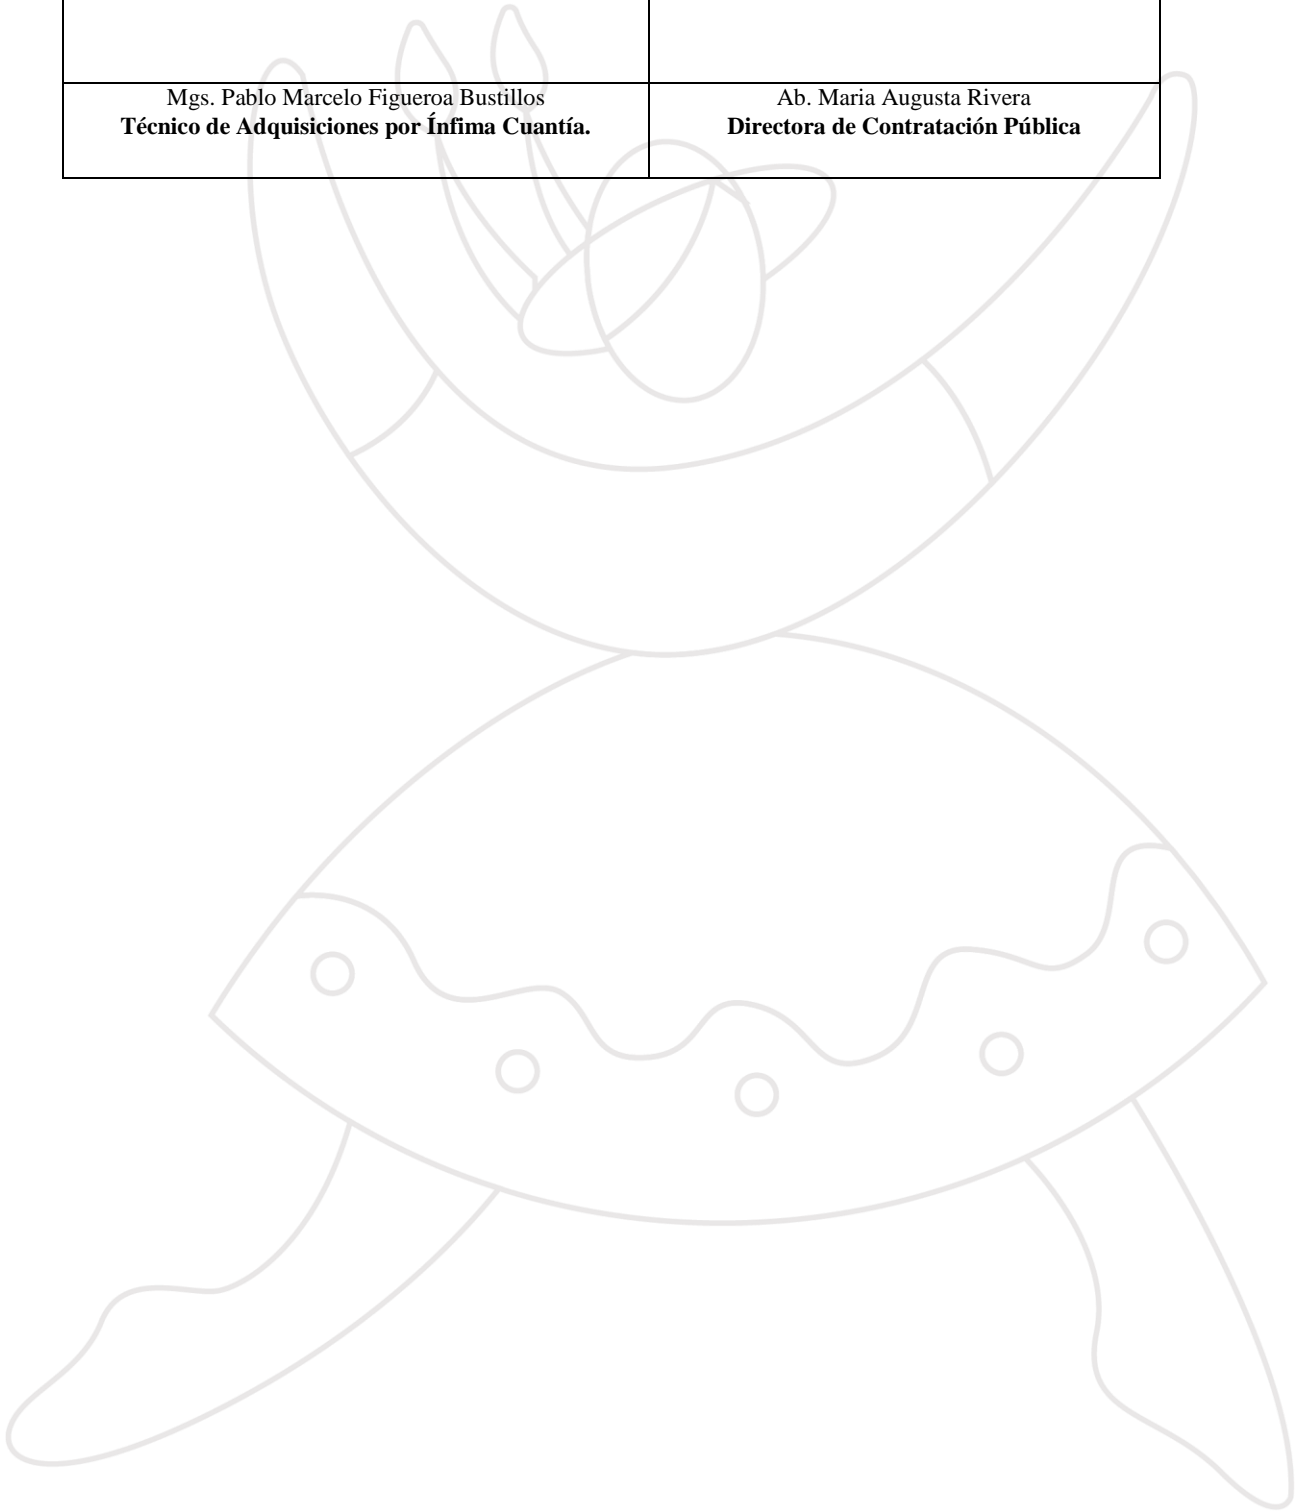 Mgs. Pablo Marcelo Figueroa Bustillos
Técnico de Adquisiciones por Ínfima Cuantía.
Ab. Maria Augusta Rivera
Directora de Contratación Pública